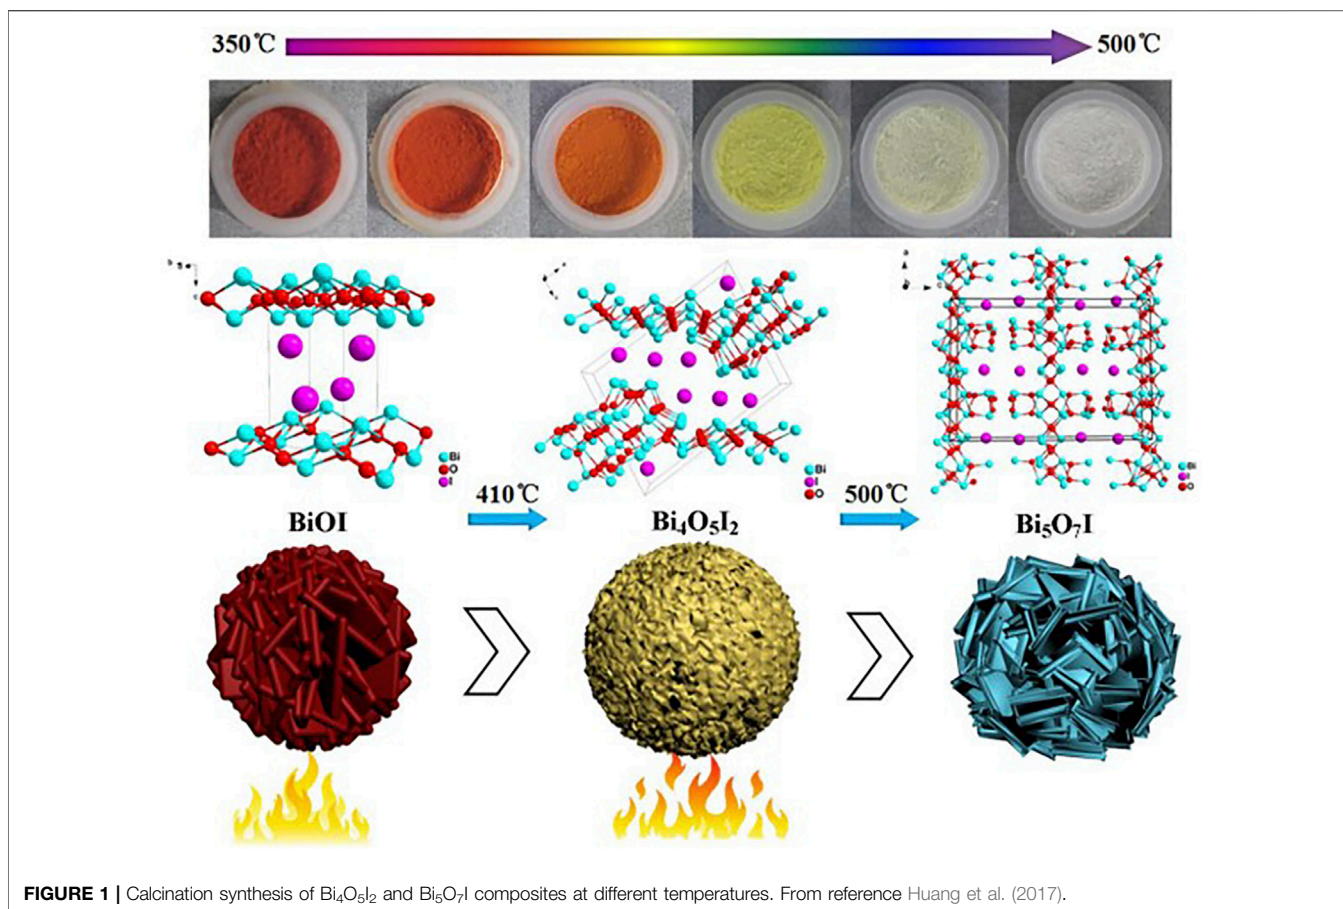 350℃ 500℃
b a c
Bi
O
I
Bi
I
O
a
b c
Bi
I
O
410℃ 500℃
BiOI Bi₄O₅I₂ Bi₅O₇I
FIGURE 1 | Calcination synthesis of Bi₄O₅I₂ and Bi₅O₇I composites at different temperatures. From reference Huang et al. (2017).